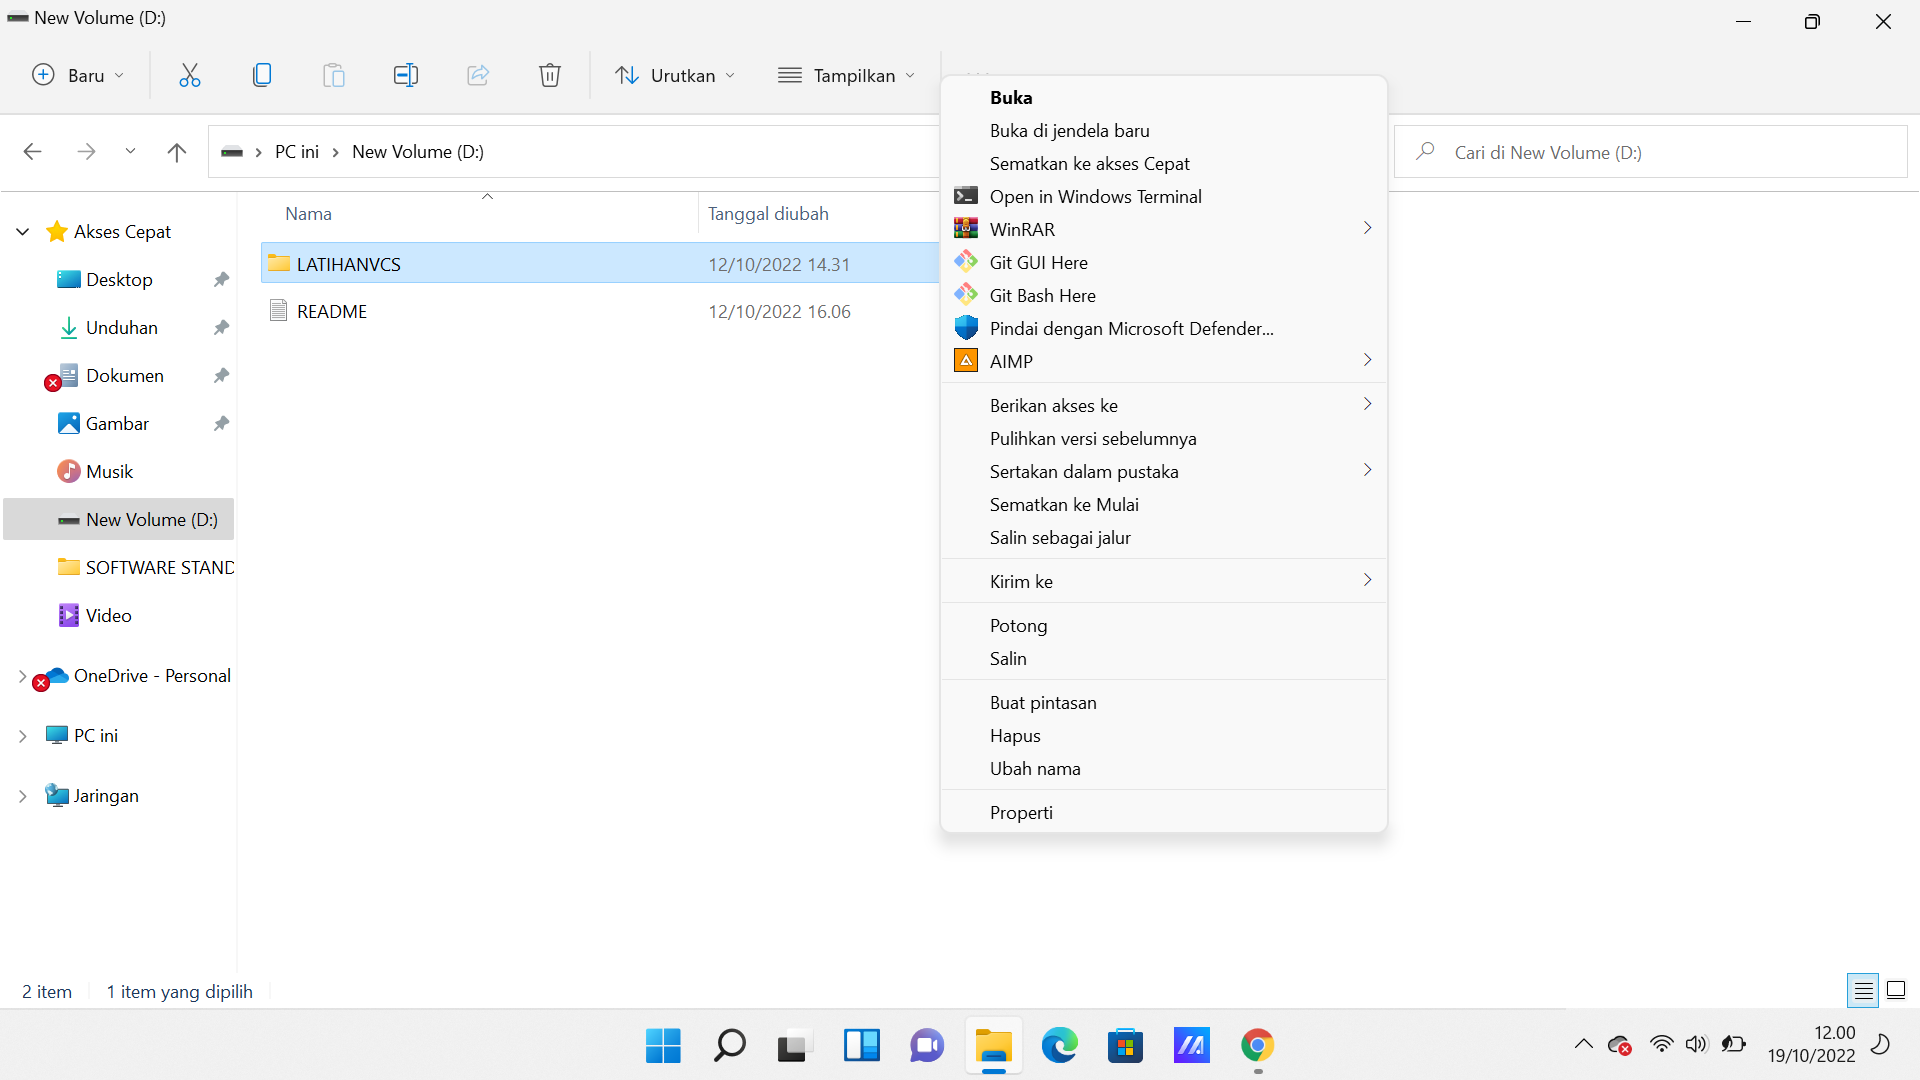 New Volume (D:)
Baru
Urutkan
Tampilkan
PC ini
New Volume (D:)
Cari di New Volume (D:)
Akses Cepat
Desktop
Unduhan
Dokumen
Gambar
Musik
New Volume (D:)
SOFTWARE STAND
Video
OneDrive - Personal
PC ini
Jaringan
Nama
Tanggal diubah
LATIHANVCS
12/10/2022 14.31
README
12/10/2022 16.06
Buka
Buka di jendela baru
Sematkan ke akses Cepat
Open in Windows Terminal
WinRAR
Git GUI Here
Git Bash Here
Pindai dengan Microsoft Defender...
AIMP
Berikan akses ke
Pulihkan versi sebelumnya
Sertakan dalam pustaka
Sematkan ke Mulai
Salin sebagai jalur
Kirim ke
Potong
Salin
Buat pintasan
Hapus
Ubah nama
Properti
2 item
1 item yang dipilih
12.00
19/10/2022